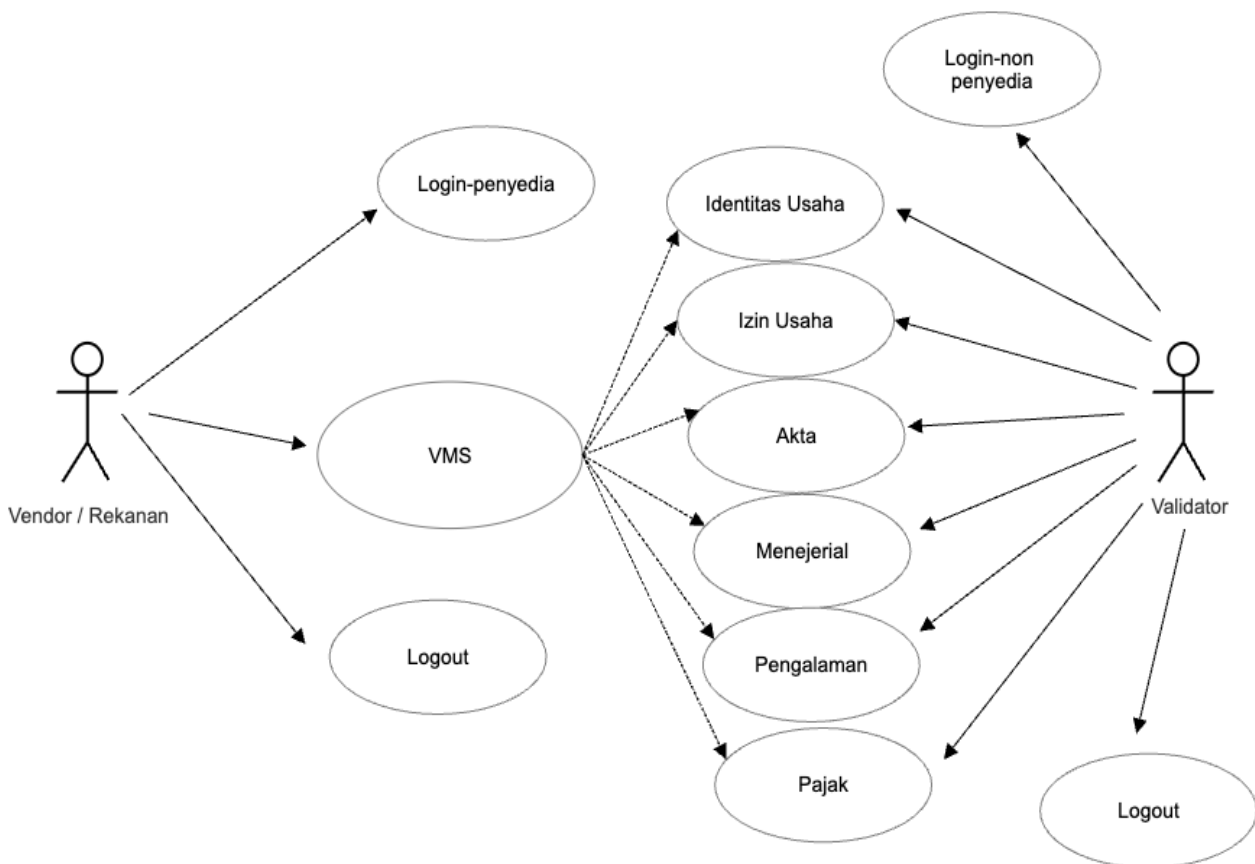 Login-non
penyedia
Login-penyedia
Identitas Usaha
Izin Usaha
Akta
VMS
Vendor / Rekanan
Validator
Menejerial
Logout
Pengalaman
Pajak
Logout